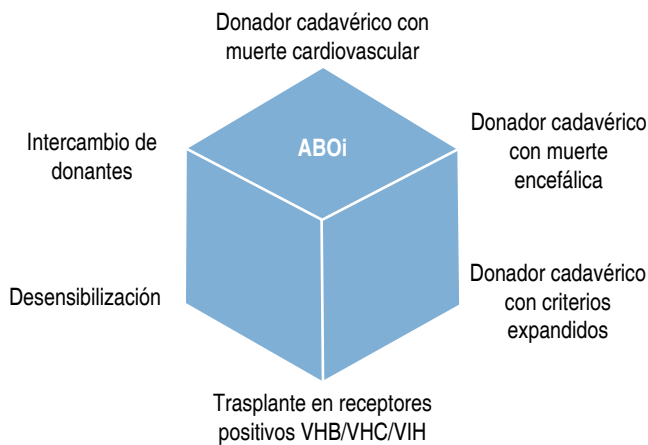 Donador cadavérico con
muerte cardiovascular
Intercambio de
donantes
ABOi
Donador cadavérico
con muerte
encefálica
Desensibilización
Donador cadavérico
con criterios
expandidos
Trasplante en receptores
positivos VHB/VHC/VIH